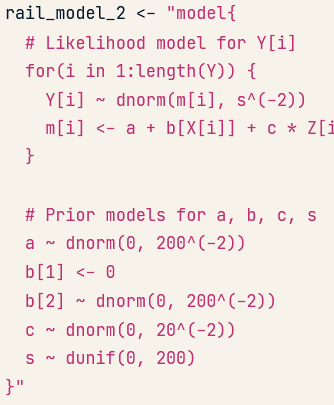 rail_model_2 <- "model{
# Likelihood model for Y[i]
for(i in 1:length(Y)) {
Y[i] ~ dnorm(m[i], s^(-2))
m[i] <- a + b[X[i]] + c * Z[i
}
# Prior models for a, b, c, s
a ~ dnorm(0, 200^(-2))
b[1] <- 0
b[2] ~ dnorm(0, 200^(-2))
c ~ dnorm(0, 20^(-2))
s ~ dunif(0, 200)
}"